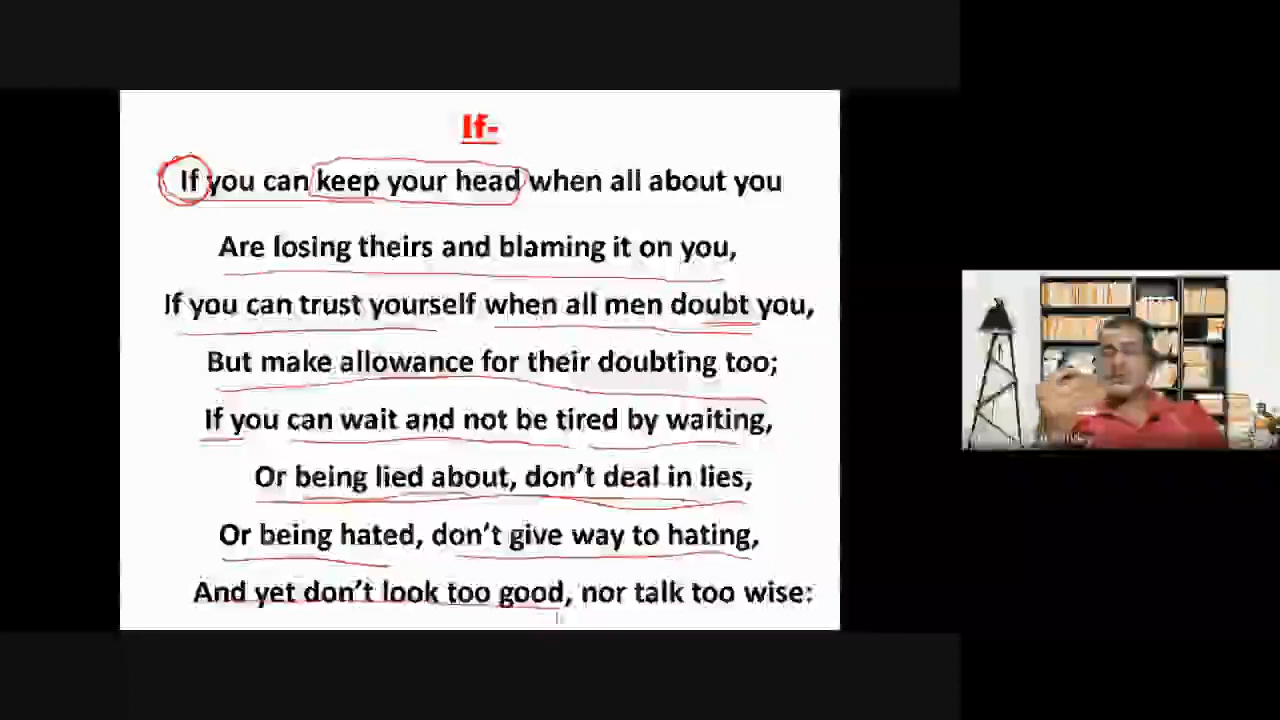 If-
If you can keep your head when all about you
Are losing theirs and blaming it on you,
If you can trust yourself when all men doubt you,
But make allowance for their doubting too;
If you can wait and not be tired by waiting,
Or being lied about, don’t deal in lies,
Or being hated, don’t give way to hating,
And yet don’t look too good, nor talk too wise: